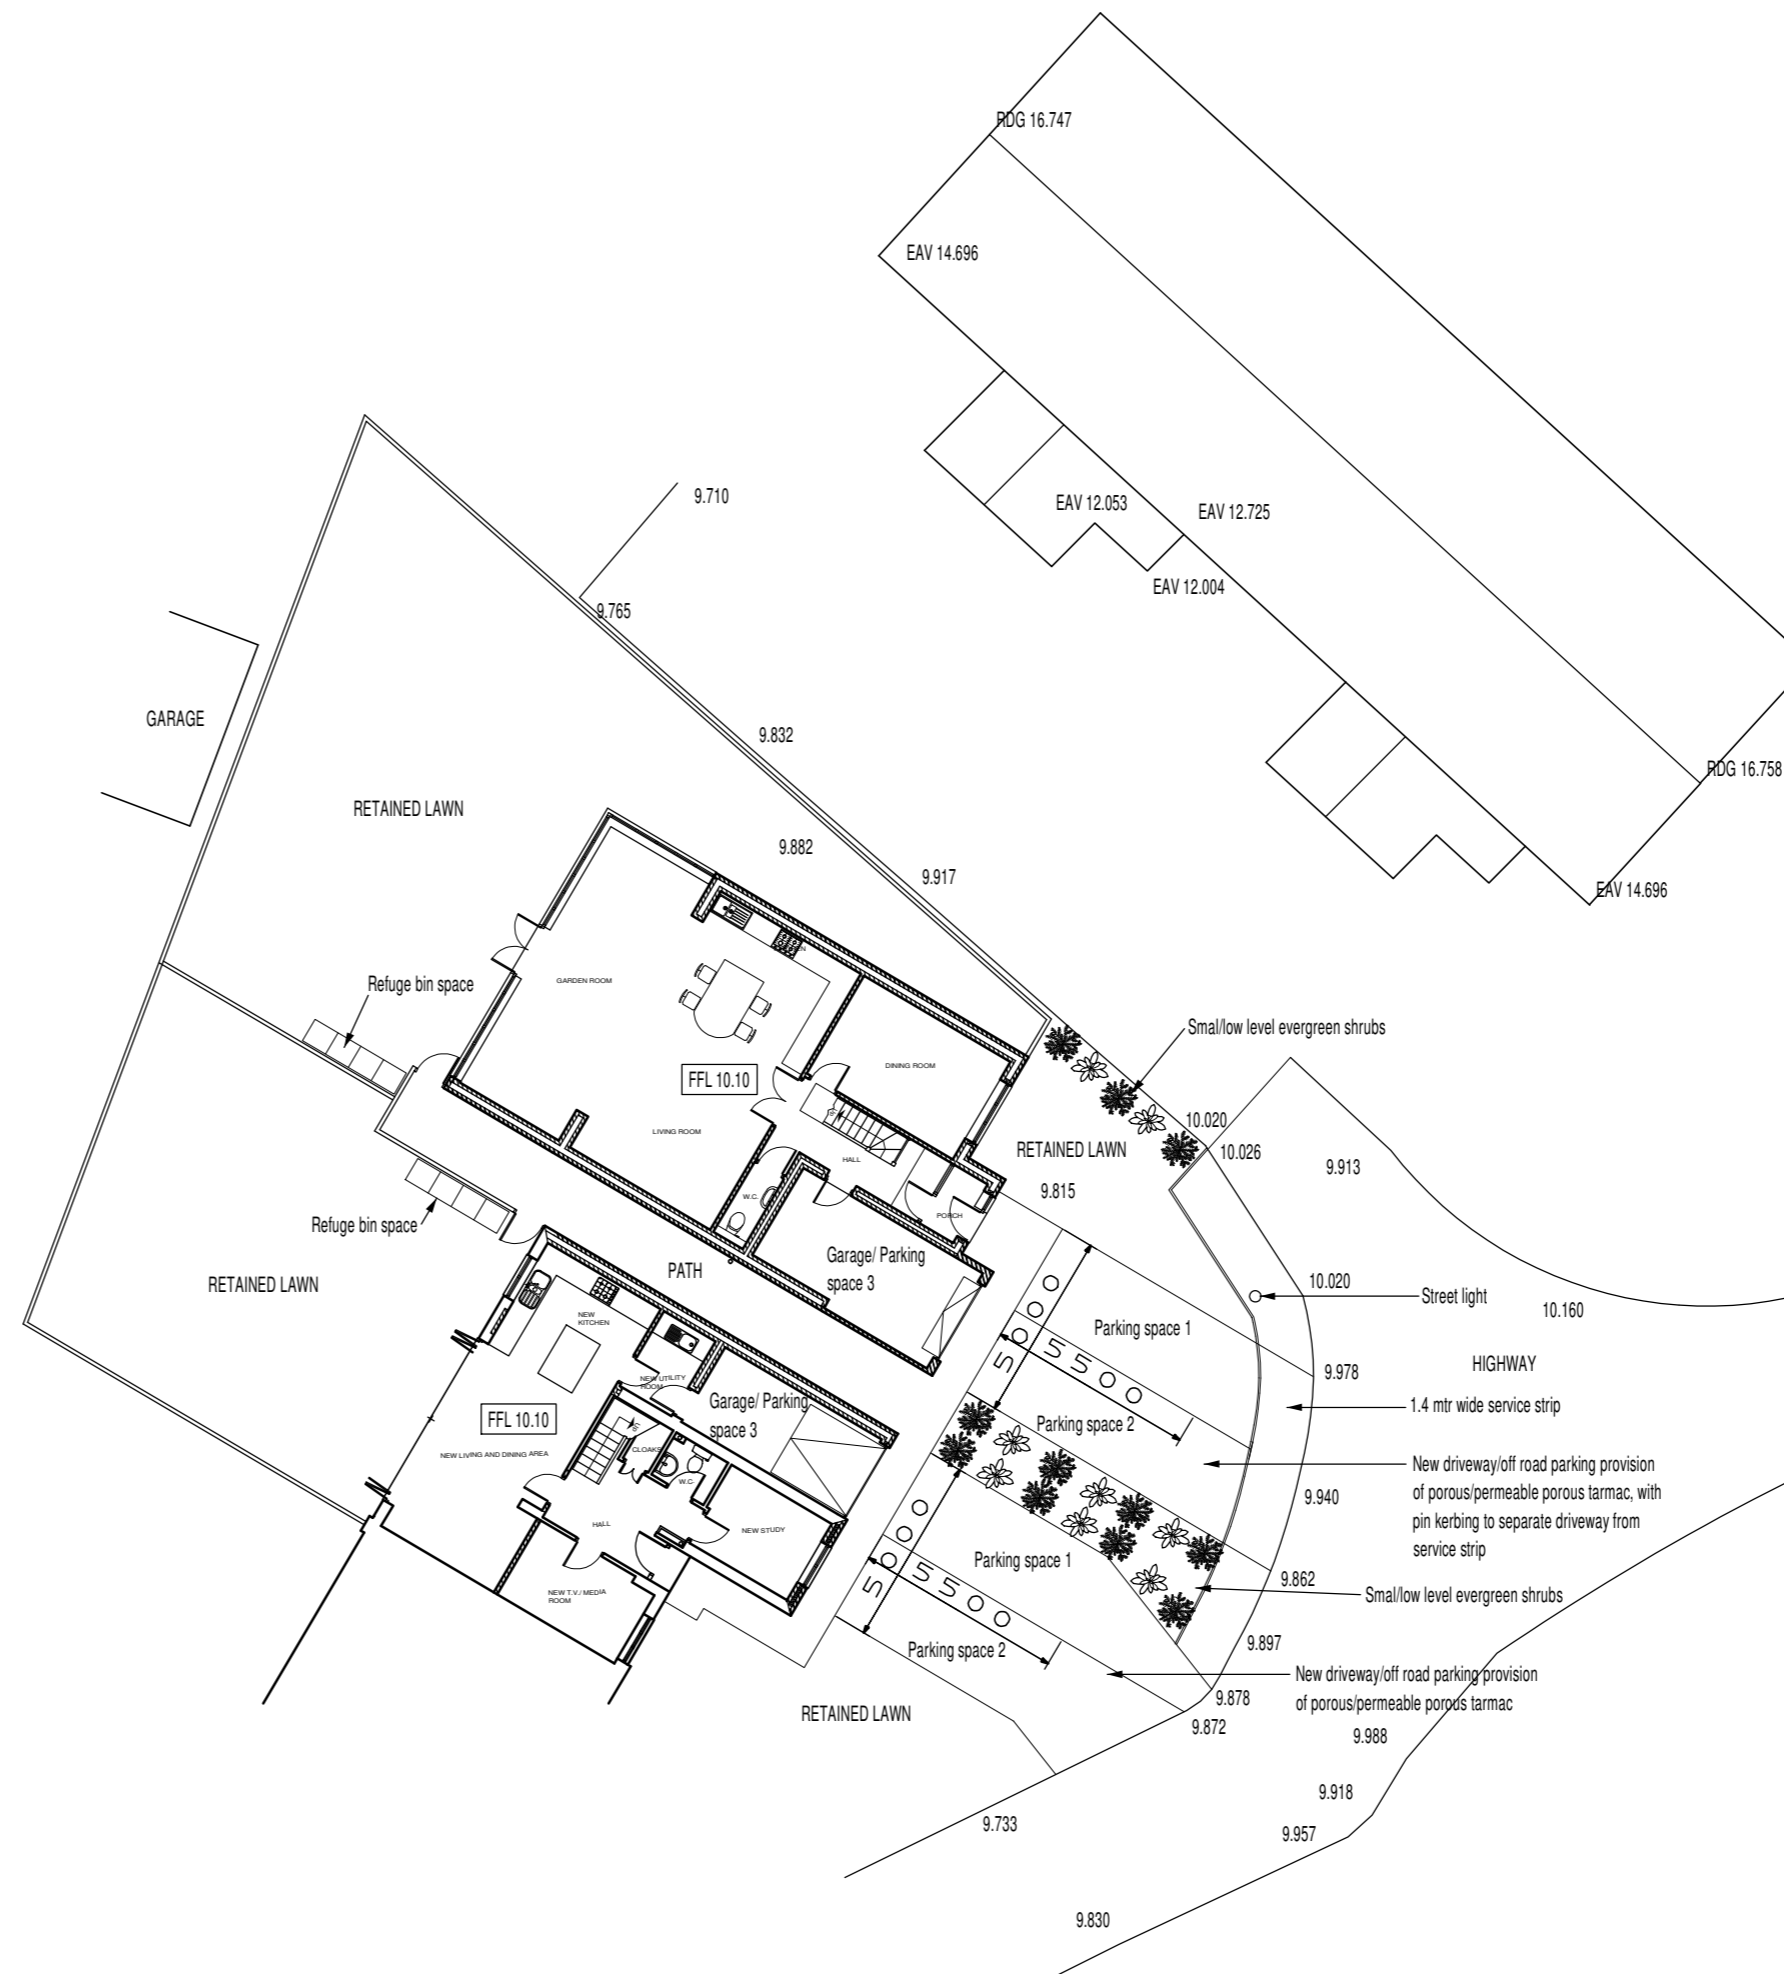 RDG 16.747
EAV 14.696
9.710
EAV 12.053
EAV 12.725
EAV 12.004
9.765
GARAGE
9.832
RDG 16.758
RETAINED LAWN
9.882
9.917
EAV 14.696
GARDEN ROOM
Refuge bin space
Smal/low level evergreen shrubs
DINING ROOM
FFL 10.10
10.020
LIVING ROOM
RETAINED LAWN
10.026
HALL
9.913
9.815
W.C.
PORCH
Refuge bin space
Garage/ Parking
space 3
PATH
RETAINED LAWN
10.020
Street light
10.160
NEW
KITCHEN
Parking space 1
5000
5500
HIGHWAY
9.978
NEW UTILITY
ROOM
Garage/ Parking
space 3
1.4 mtr wide service strip
FFL 10.10
UP
Parking space 2
NEW LIVING AND DINING AREA
CLOAKS
W.C.
New driveway/off road parking provision
of porous/permeable porous tarmac, with
pin kerbing to separate driveway from
service strip
9.940
HALL
NEW STUDY
Parking space 1
5000
5500
9.862
NEW T.V./ MEDIA
ROOM
Smal/low level evergreen shrubs
9.897
Parking space 2
New driveway/off road parking provision
of porous/permeable porous tarmac
9.878
RETAINED LAWN
9.872
9.988
9.918
9.733
9.957
9.830